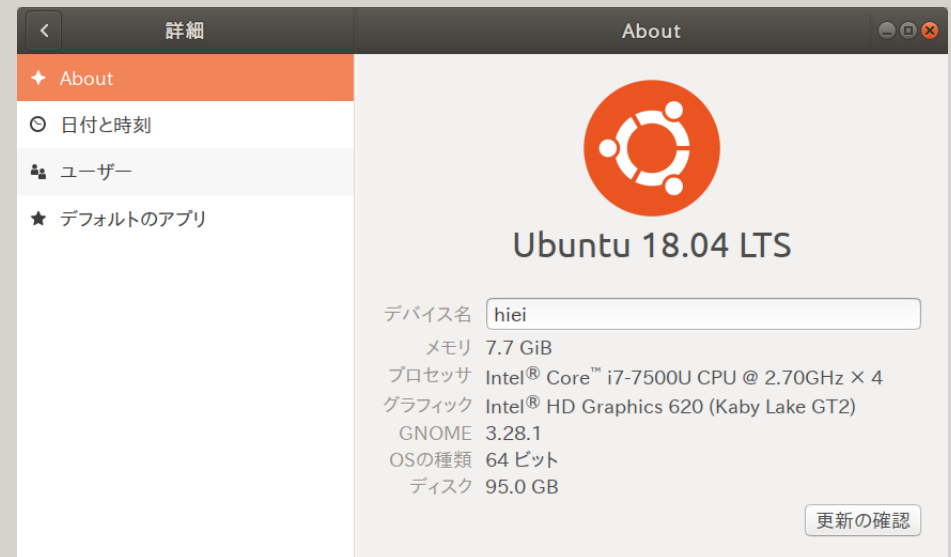 詳細
About
About
日付と時刻
ユーザー
デフォルトのアプリ
Ubuntu 18.04 LTS
デバイス名 hiei
メモリ 7.7 GiB
プロセッサ Intel® Core™ i7-7500U CPU @ 2.70GHz × 4
グラフィック Intel® HD Graphics 620 (Kaby Lake GT2)
GNOME 3.28.1
OSの種類 64 ビット
ディスク 95.0 GB
更新の確認